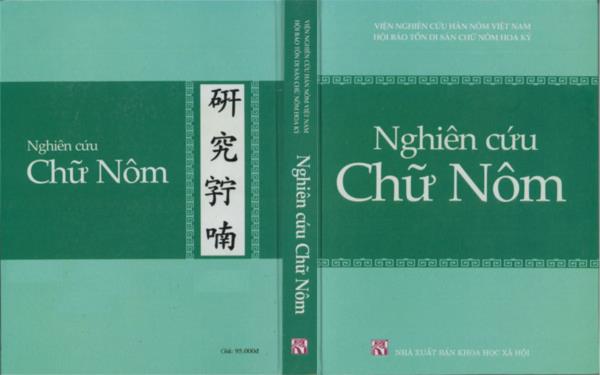 Nghiên cứu
Chữ Nôm
研究𡨸喃
Giá: 95.000đ
VIỆN NGHIÊN CỨU HÁN NÔM VIỆT NAM
HỘI BẢO TỒN DI SẢN CHỮ NÔM HOA KỲ
Nghiên cứu Chữ Nôm
VIỆN NGHIÊN CỨU HÁN NÔM VIỆT NAM
HỘI BẢO TỒN DI SẢN CHỮ NÔM HOA KỲ
Nghiên cứu
Chữ Nôm
NHÀ XUẤT BẢN KHOA HỌC XÃ HỘI